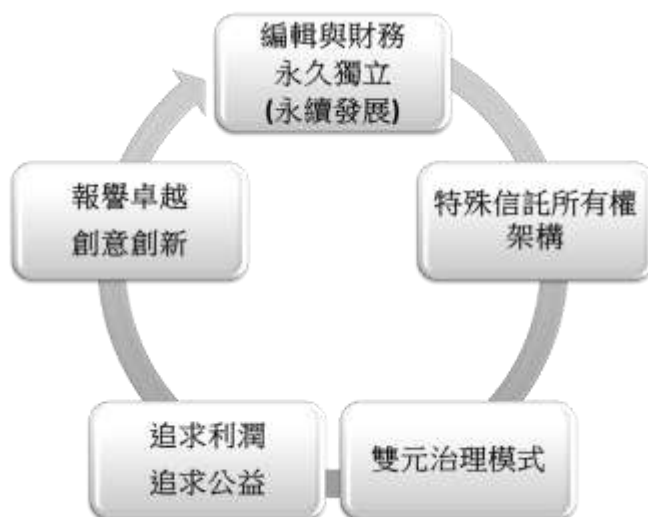 編輯與財務
永久獨立
(永續發展)
特殊信託所有權
架構
雙元治理模式
追求利潤
追求公益
報譽卓越
創意創新